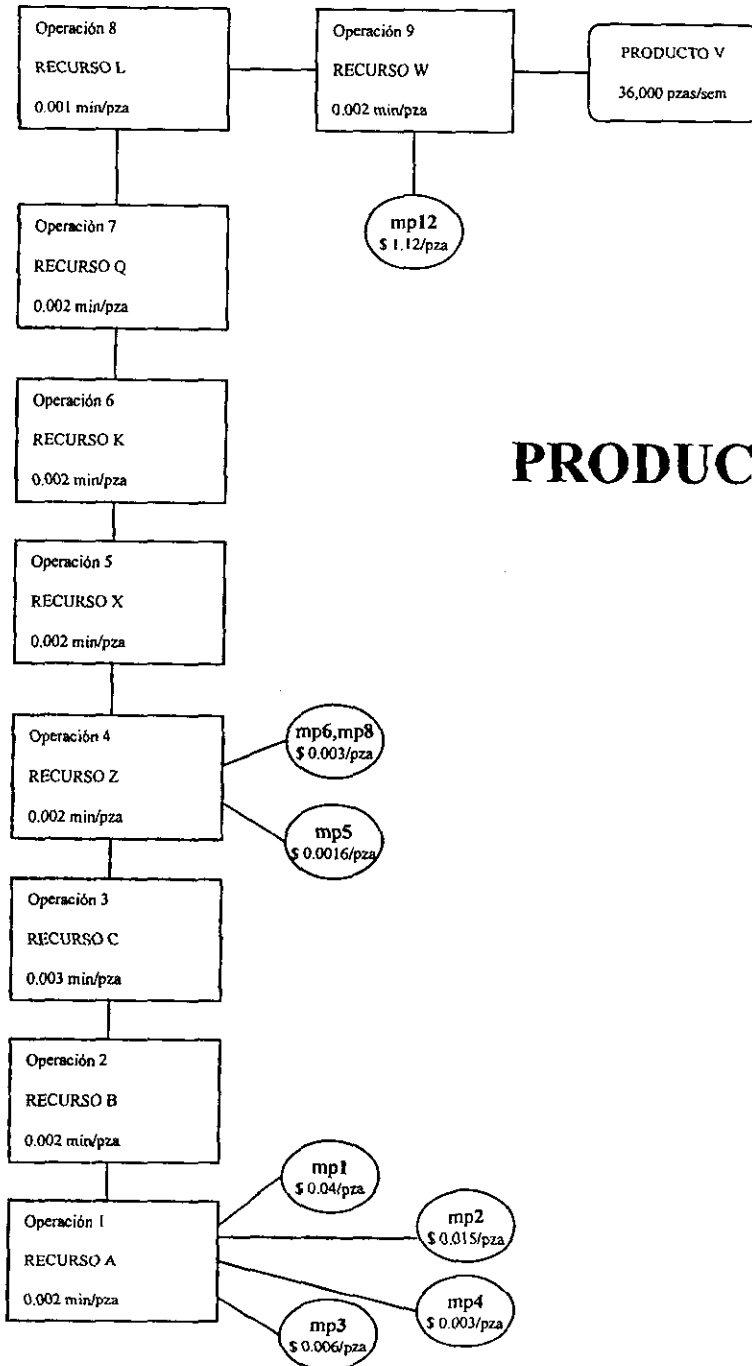 Operación 8
RECURSO L
0.001 min/pza
Operación 9
RECURSO W
0.002 min/pza
PRODUCTO V
36,000 pzas/sem
mp12
$ 1.12/pza
Operación 7
RECURSO Q
0.002 min/pza
Operación 6
RECURSO K
0.002 min/pza
PRODUC
Operación 5
RECURSO X
0.002 min/pza
Operación 4
RECURSO Z
0.002 min/pza
mp6,mp8
$ 0.003/pza
mp5
$ 0.0016/pza
Operación 3
RECURSO C
0.003 min/pza
Operación 2
RECURSO B
0.002 min/pza
Operación 1
RECURSO A
0.002 min/pza
mp1
$ 0.04/pza
mp2
$ 0.015/pza
mp4
$ 0.003/pza
mp3
$ 0.006/pza